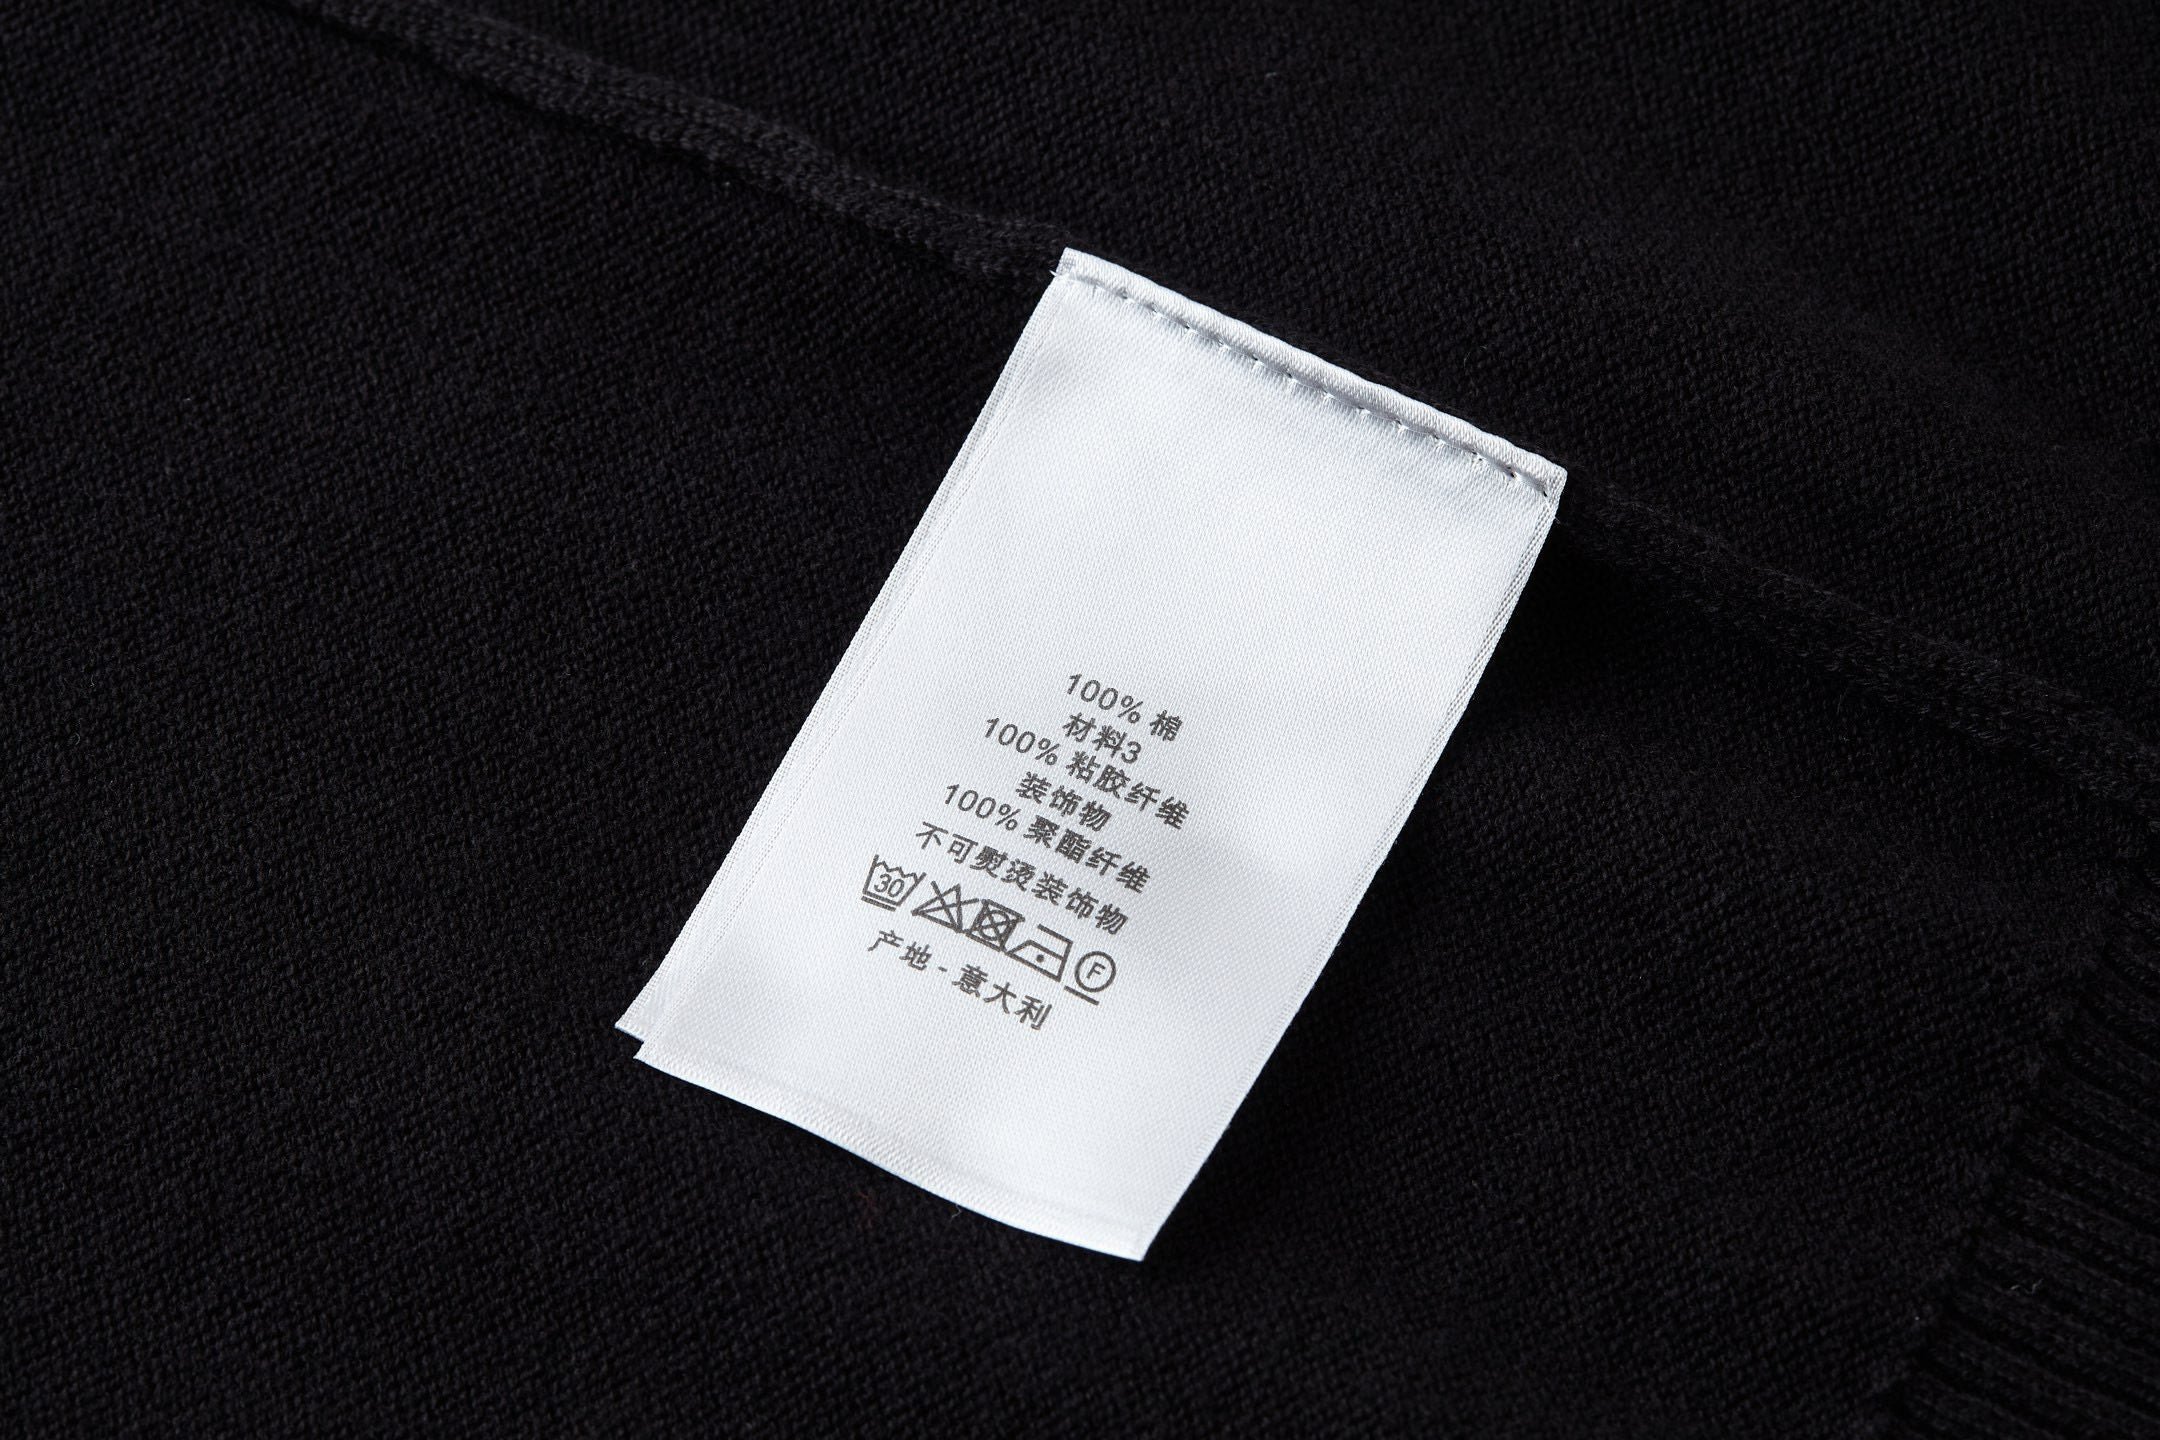 100% 棉
材料3
100% 粘胶纤维
装饰物
100% 聚酯纤维
不可熨烫装饰物
30 F
产地 - 意大利